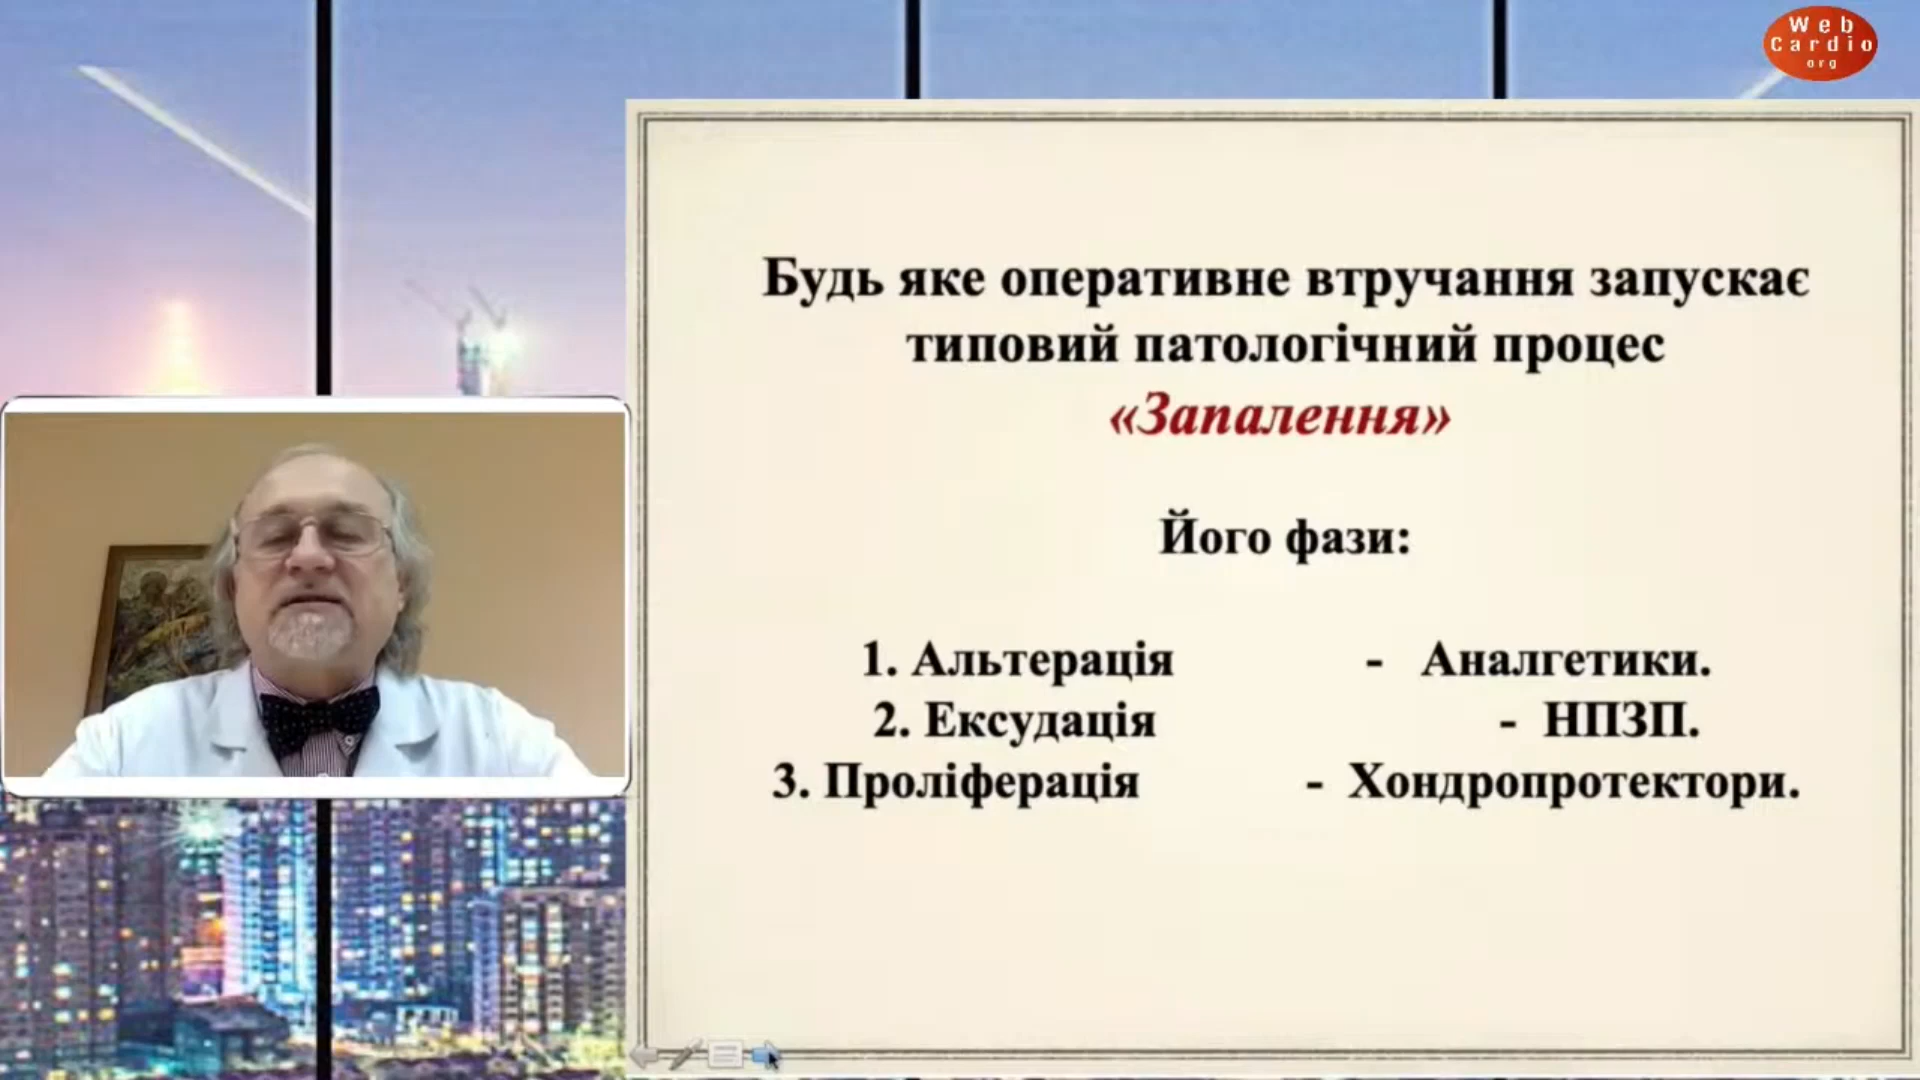 Web
Cardio
org
Будь яке оперативне втручання запускає
типовий патологічний процес
«Запалення»
Його фази:
1. Альтерація - Аналгетики.
2. Ексудація - НПЗП.
3. Проліферація - Хондропротектори.